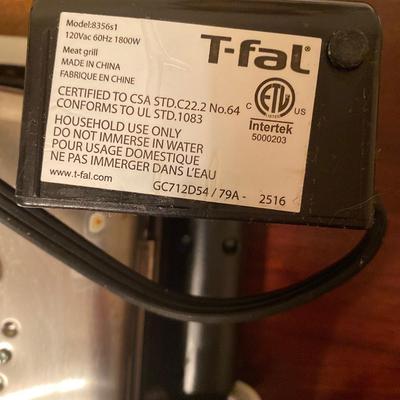 Model:8356s1
120Vac 60Hz 1800W
Meat grill
MADE IN CHINA
FABRIQUE EN CHINE
T-fal
CERTIFIED TO CSA STD.C22.2 No.64
CONFORMS TO UL STD.1083
HOUSEHOLD USE ONLY
DO NOT IMMERSE IN WATER
POUR USAGE DOMESTIQUE
NE PAS IMMERGER DANS L'EAU
www.t-fal.com
GC712D54 / 79A - 2516
C ETL US
LISTED
Intertek
5000203